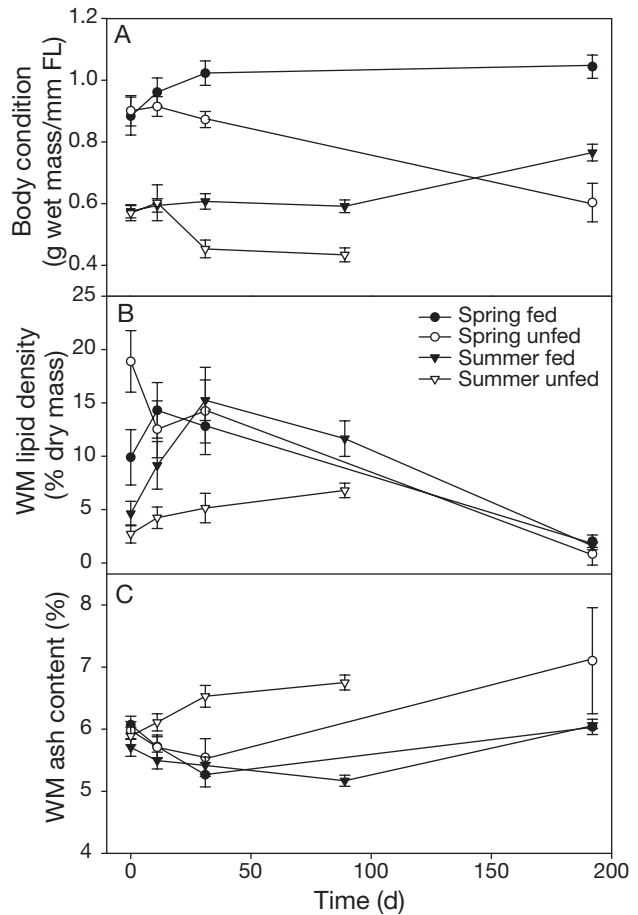 1.2
A
1.0
0.8
0.6
0.4
Body condition
(g wet mass/mm FL)
25
B
20
15
10
5
0
WM lipid density
(% dry mass)
Spring fed
Spring unfed
Summer fed
Summer unfed
8
C
7
6
5
4
WM ash content (%)
0
50
100
150
200
Time (d)